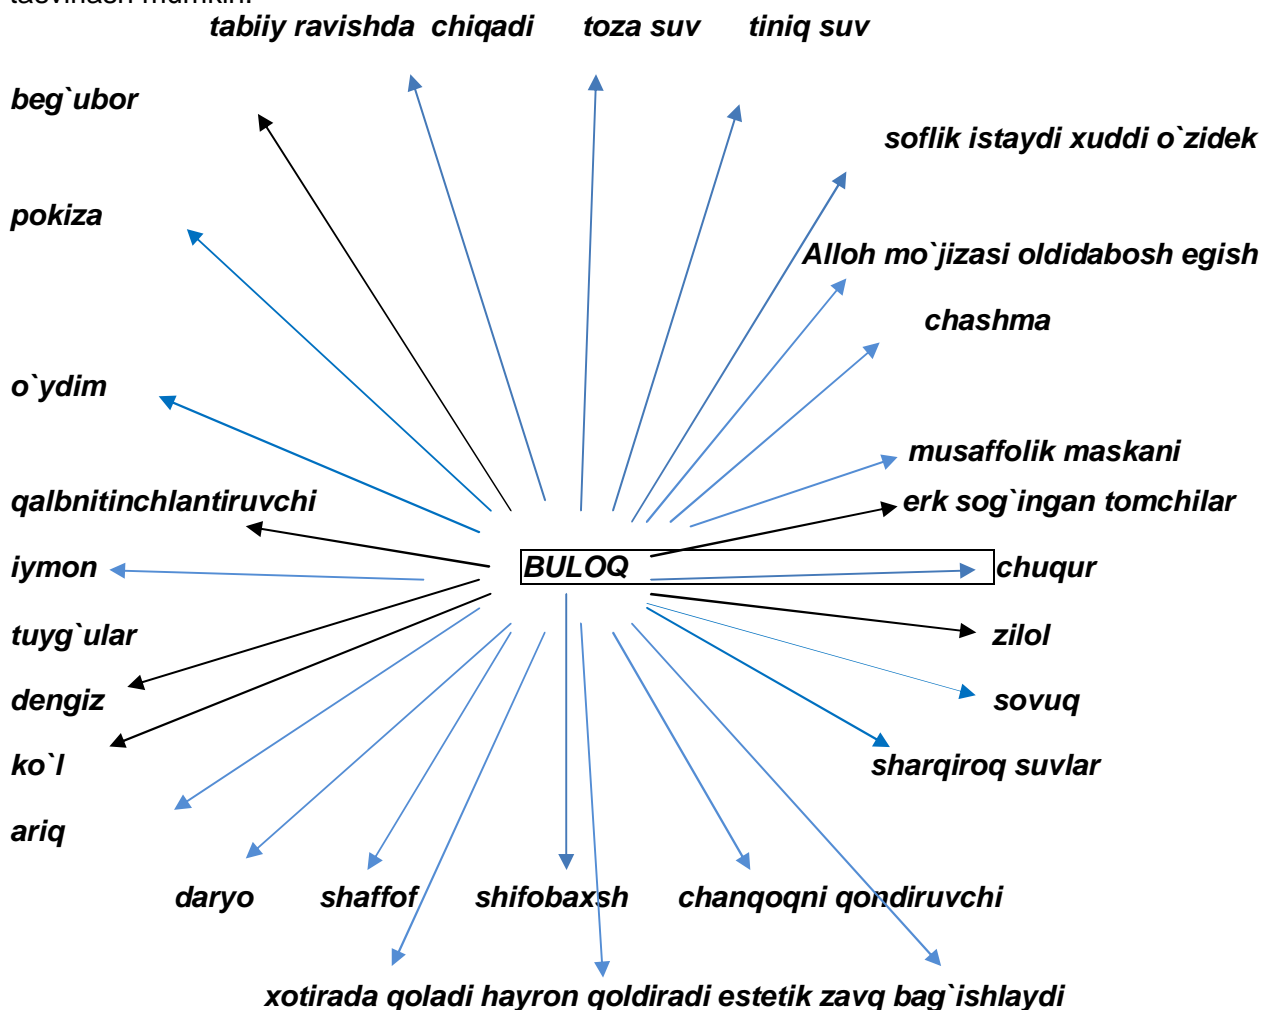 tasvirlash mumkin.
tabiiy ravishda chiqadi toza suv tiniq suv
beg`ubor
soflik istaydi xuddi o`zidek
pokiza
Alloh mo`jizasi oldidabosh egish
chashma
o`ydim
musaffolik maskani
qalbnitinchlantiruvchi
erk sog`ingan tomchilar
iymon
BULOQ
chuqur
tuyg`ular
zilol
dengiz
sovuq
ko`l
sharqiroq suvlar
ariq
daryo shaffof shifobaxsh chanqoqni qondiruvchi
xotirada qoladi hayron qoldiradi estetik zavq bag`ishlaydi